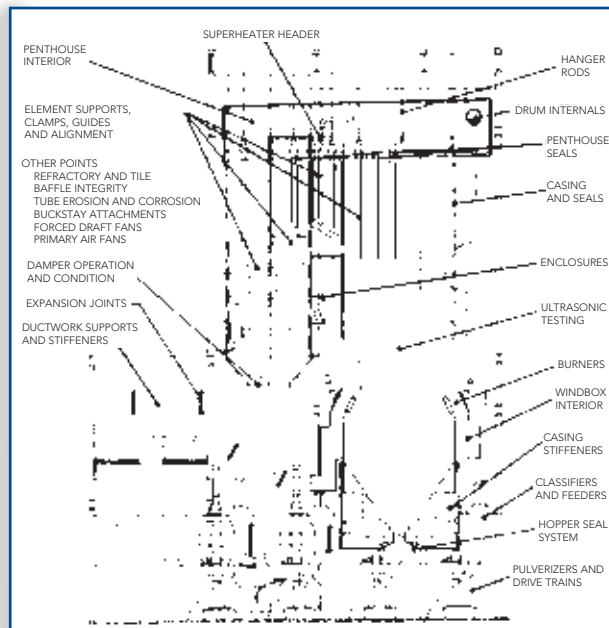 SUPERHEATER HEADER
PENTHOUSE
INTERIOR
ELEMENT SUPPORTS,
CLAMPS, GUIDES
AND ALIGNMENT
OTHER POINTS
REFRACTORY AND TILE
BAFFLE INTEGRITY
TUBE EROSION AND CORROSION
BUCKSTAY ATTACHMENTS
FORCED DRAFT FANS
PRIMARY AIR FANS
DAMPER OPERATION
AND CONDITION
EXPANSION JOINTS
DUCTWORK SUPPORTS
AND STIFFENERS
HANGER
RODS
DRUM INTERNALS
PENTHOUSE
SEALS
CASING
AND SEALS
ENCLOSURES
ULTRASONIC
TESTING
BURNERS
WINDBOX
INTERIOR
CASING
STIFFENERS
CLASSIFIERS
AND FEEDERS
HOPPER SEAL
SYSTEM
PULVERIZERS AND
DRIVE TRAINS